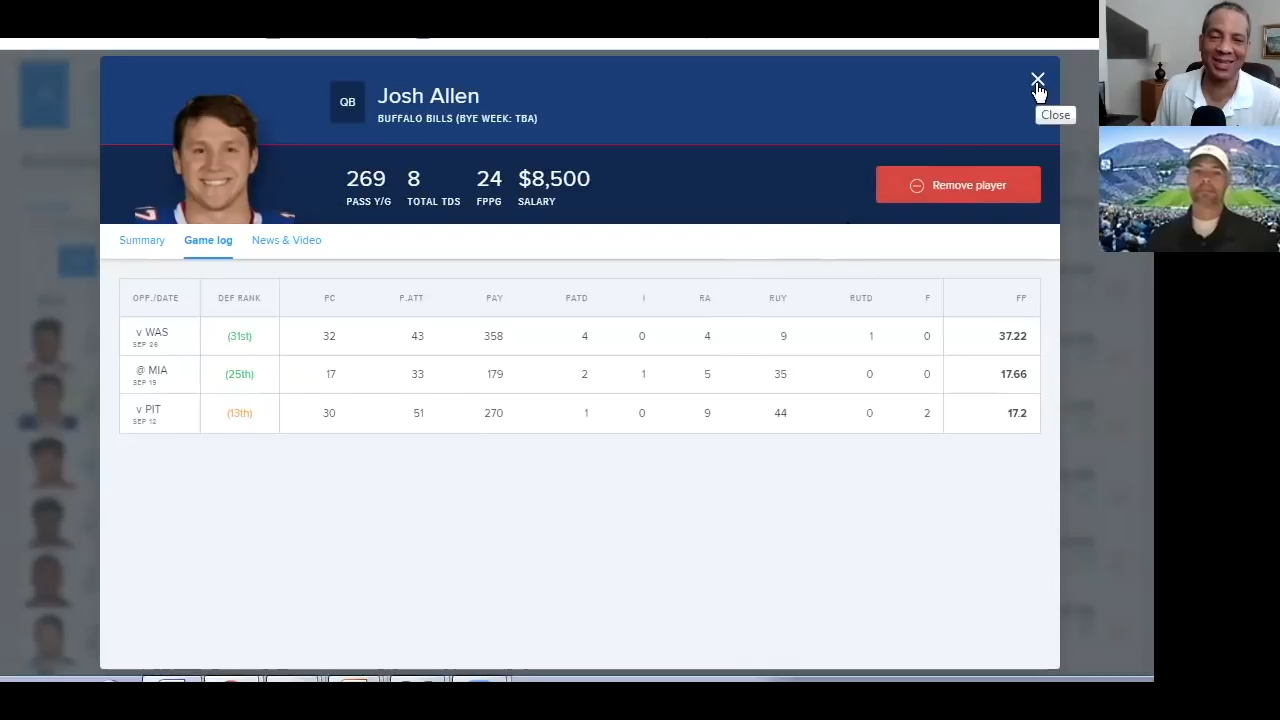 QB
Josh Allen
BUFFALO BILLS (BYE WEEK: TBA)
Close
269 8 24 $8,500
PASS Y/G TOTAL TDS FPPG SALARY
Remove player
Summary Game log News & Video
OPP./DATE DEF RANK PC P.ATT PAY PATD I RA RUY RUTD F FP
v WAS (31st) 32 43 358 4 0 4 9 1 0 37.22
SEP 26
@ MIA (25th) 17 33 179 2 1 5 35 0 0 17.66
SEP 19
v PIT (13th) 30 51 270 1 0 9 44 0 2 17.2
SEP 12